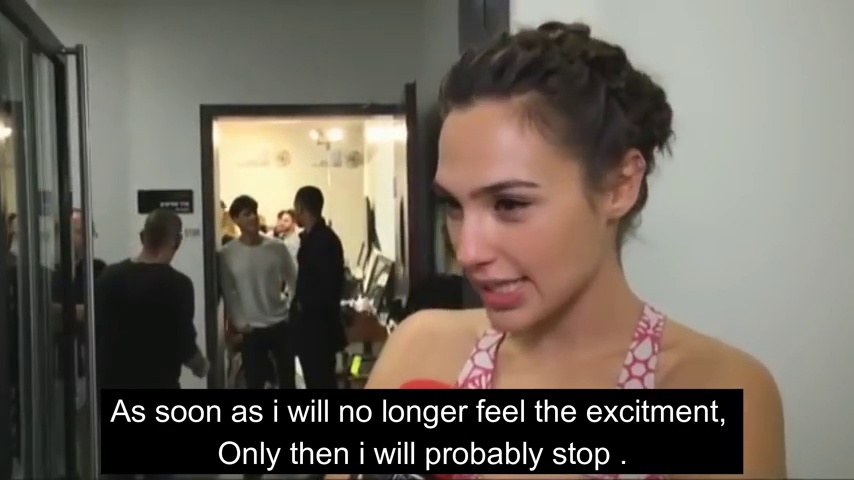 As soon as i will no longer feel the excitment,
Only then i will probably stop .